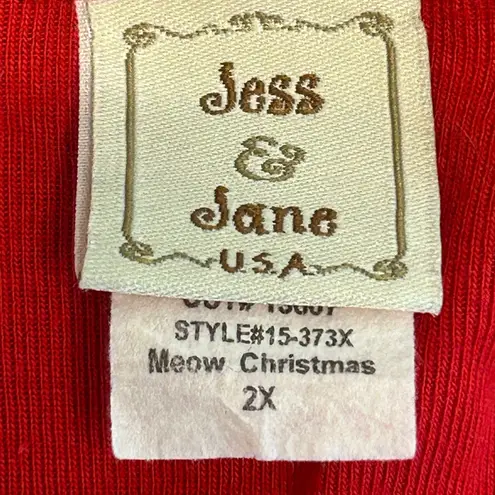 Jess
&
Jane
U.S.A.
STYLE#15-373X
Meow Christmas
2X